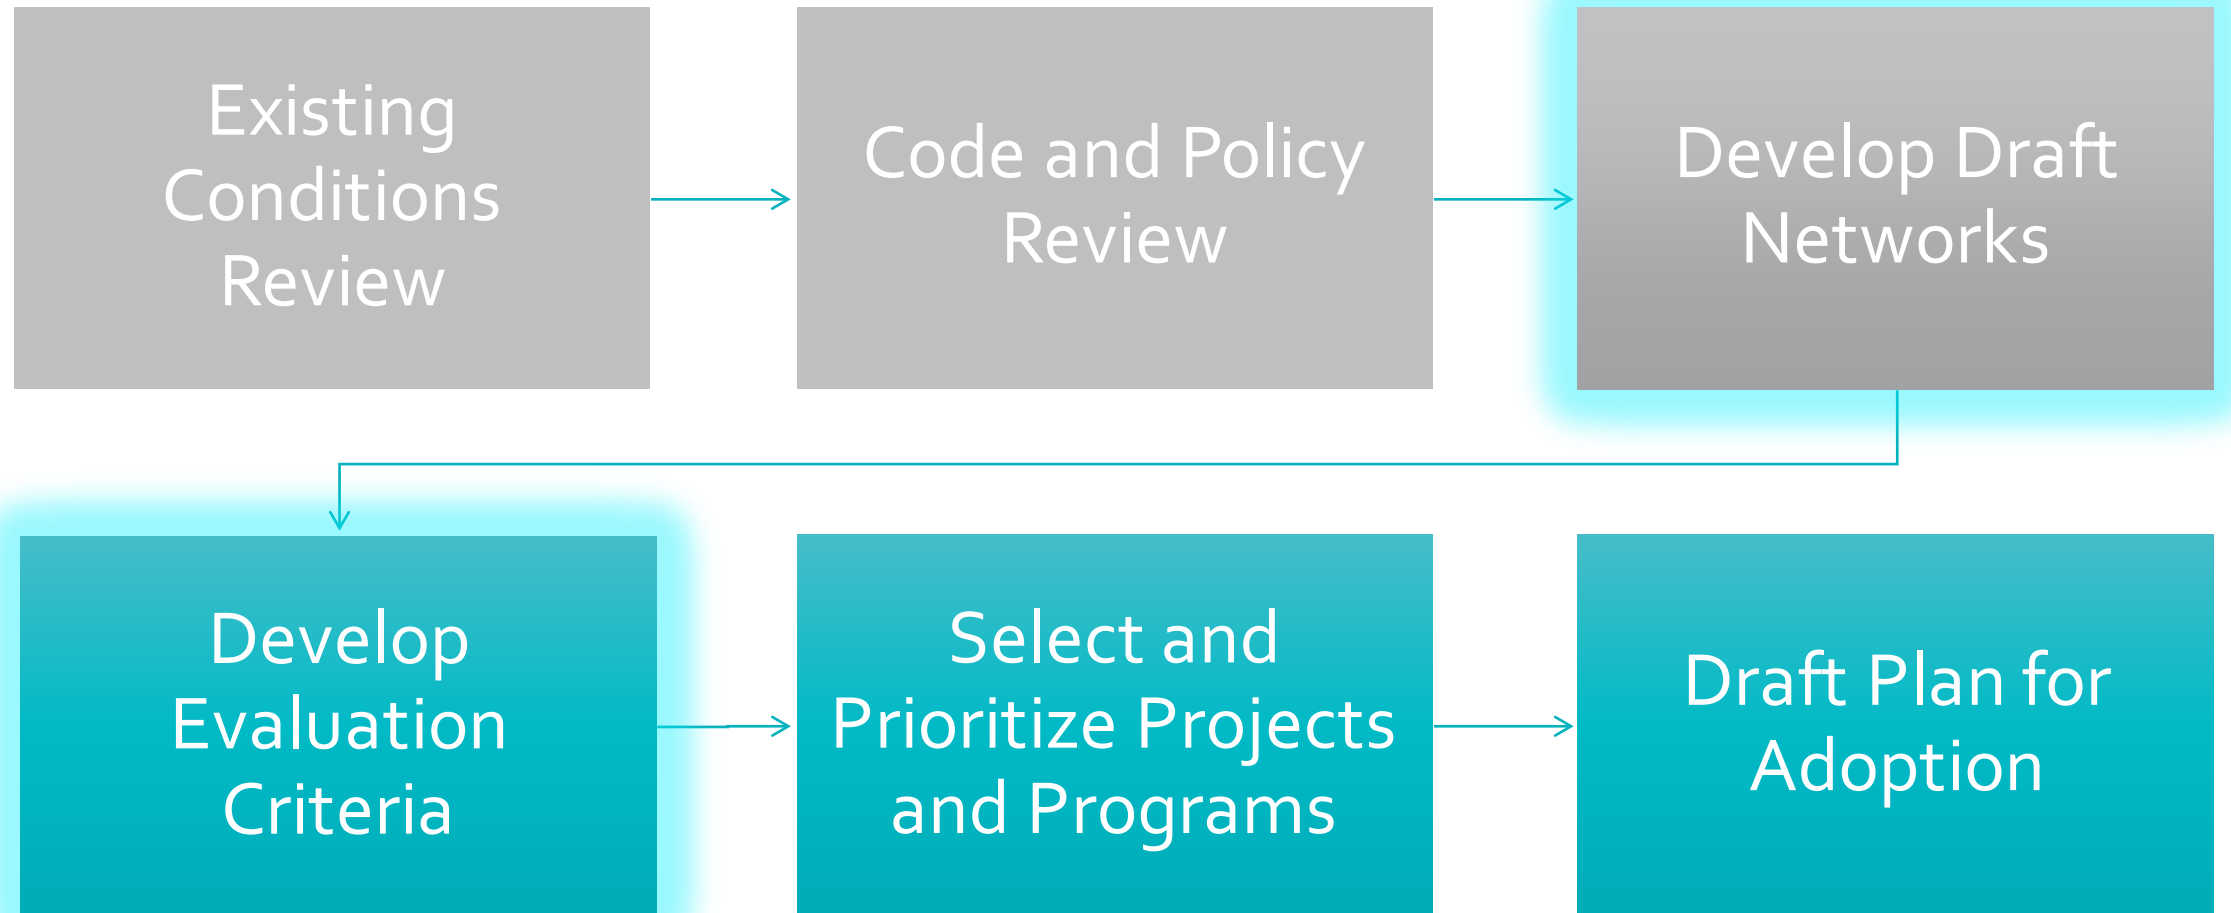 Existing
Conditions
Review
Code and Policy
Review
Develop Draft
Networks
Develop
Evaluation
Criteria
Select and
Prioritize Projects
and Programs
Draft Plan for
Adoption